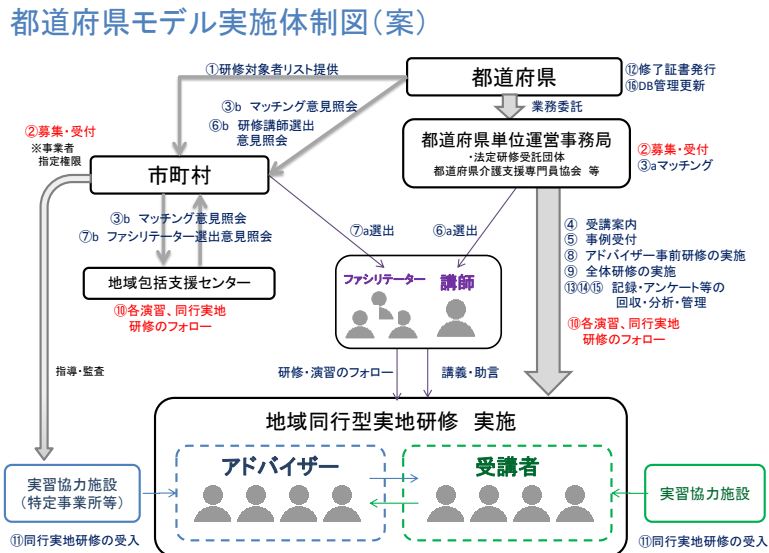 都道府県モデル実施体制図(案)
①研修対象者リスト提供
都道府県
⑫修了証書発行
⑯DB管理更新
③b マッチング意見照会
⑥b 研修講師選出
意見照会
業務委託
②募集・受付
※事業者
指定権限
都道府県単位運営事務局
・法定研修受託団体
都道府県介護支援専門員協会 等
②募集・受付
③aマッチング
市町村
③b マッチング意見照会
⑦b ファシリテーター選出意見照会
⑦a選出
⑥a選出
④ 受講案内
⑤ 事例受付
⑧ アドバイザー事前研修の実施
⑨ 全体研修の実施
⑬⑭⑮ 記録・アンケート等の
回収・分析・管理
⑩各演習、同行実地
研修のフォロー
地域包括支援センター
⑩各演習、同行実地
研修のフォロー
ファシリテーター
講師
指導・監査
研修・演習のフォロー
講義・助言
地域同行型実地研修 実施
アドバイザー
受講者
実習協力施設
(特定事業所等)
実習協力施設
⑪同行実地研修の受入
⑪同行実地研修の受入